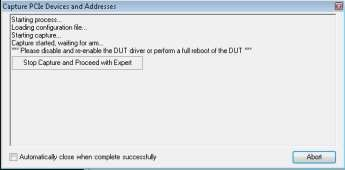 Capture PCIe Devices and Addresses
Starting process...
Loading configuration file...
Starting capture...
Capture started, waiting for arm...
*** Please disable and re-enable the DUT driver or perform a full reboot of the DUT ***
Stop Capture and Proceed with Expert
Automatically close when complete successfully
Abort